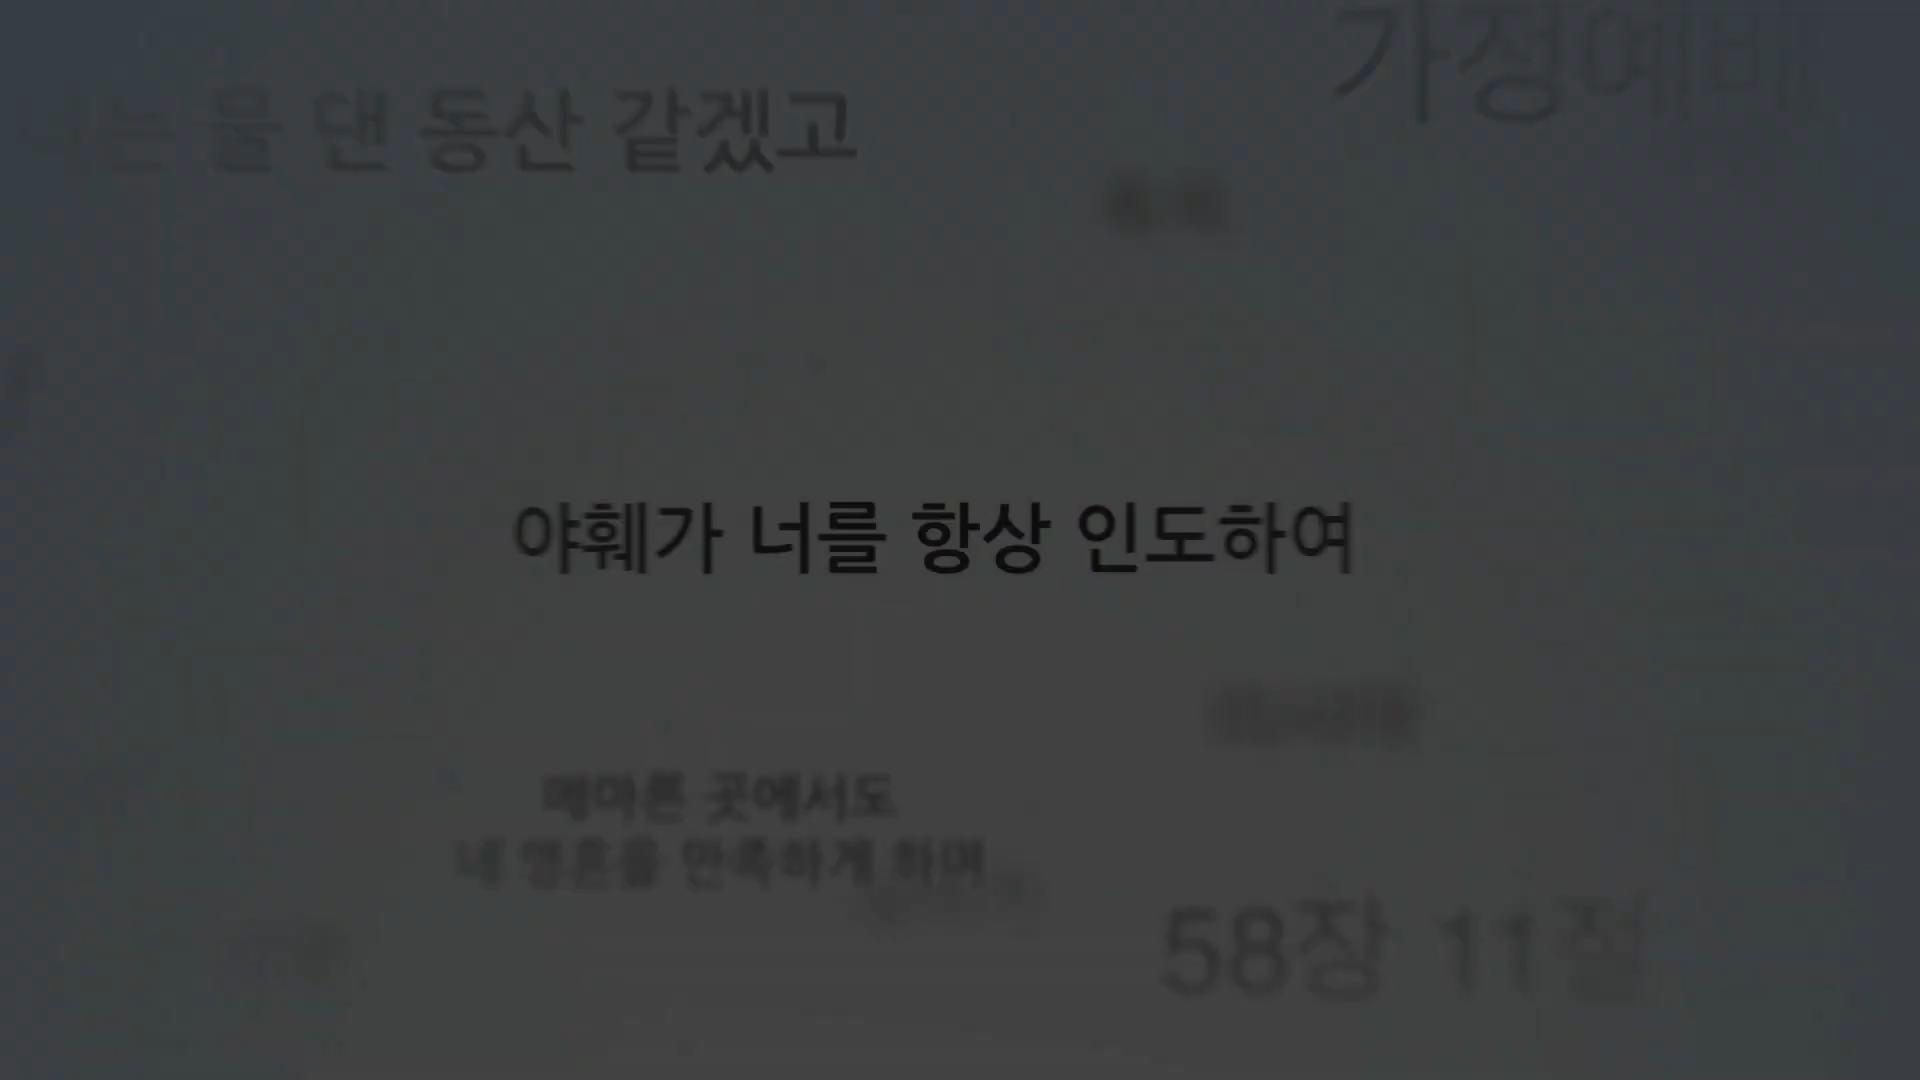 가정예배
너는 물 댄 동산 같겠고
야훼가 너를 항상 인도하여
메마른 곳에서도
네 영혼을 만족하게 하며
58장 11절